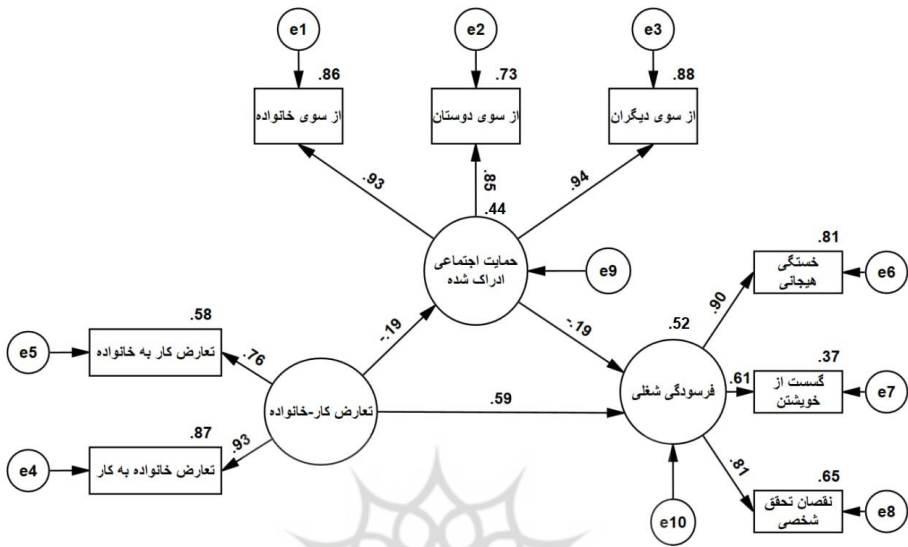 e1
e2
e3
.86
.73
.88
از سوی خانواده
از سوی دوستان
از سوی دیگران
.93
.85
.94
.44
حمایت اجتماعی
ادراک شده
e9
.81
خستگی
هیجانی
e6
.90
.58
تعارض کار به خانواده
e5
.76
-.19
-.19
.52
فرسودگی شغلی
.37
.61
گسست از
خویشتن
e7
تعارض کار-خانواده
.59
.87
.93
تعارض خانواده به کار
e4
.81
.65
نقصان تحقق
شخصی
e8
e10